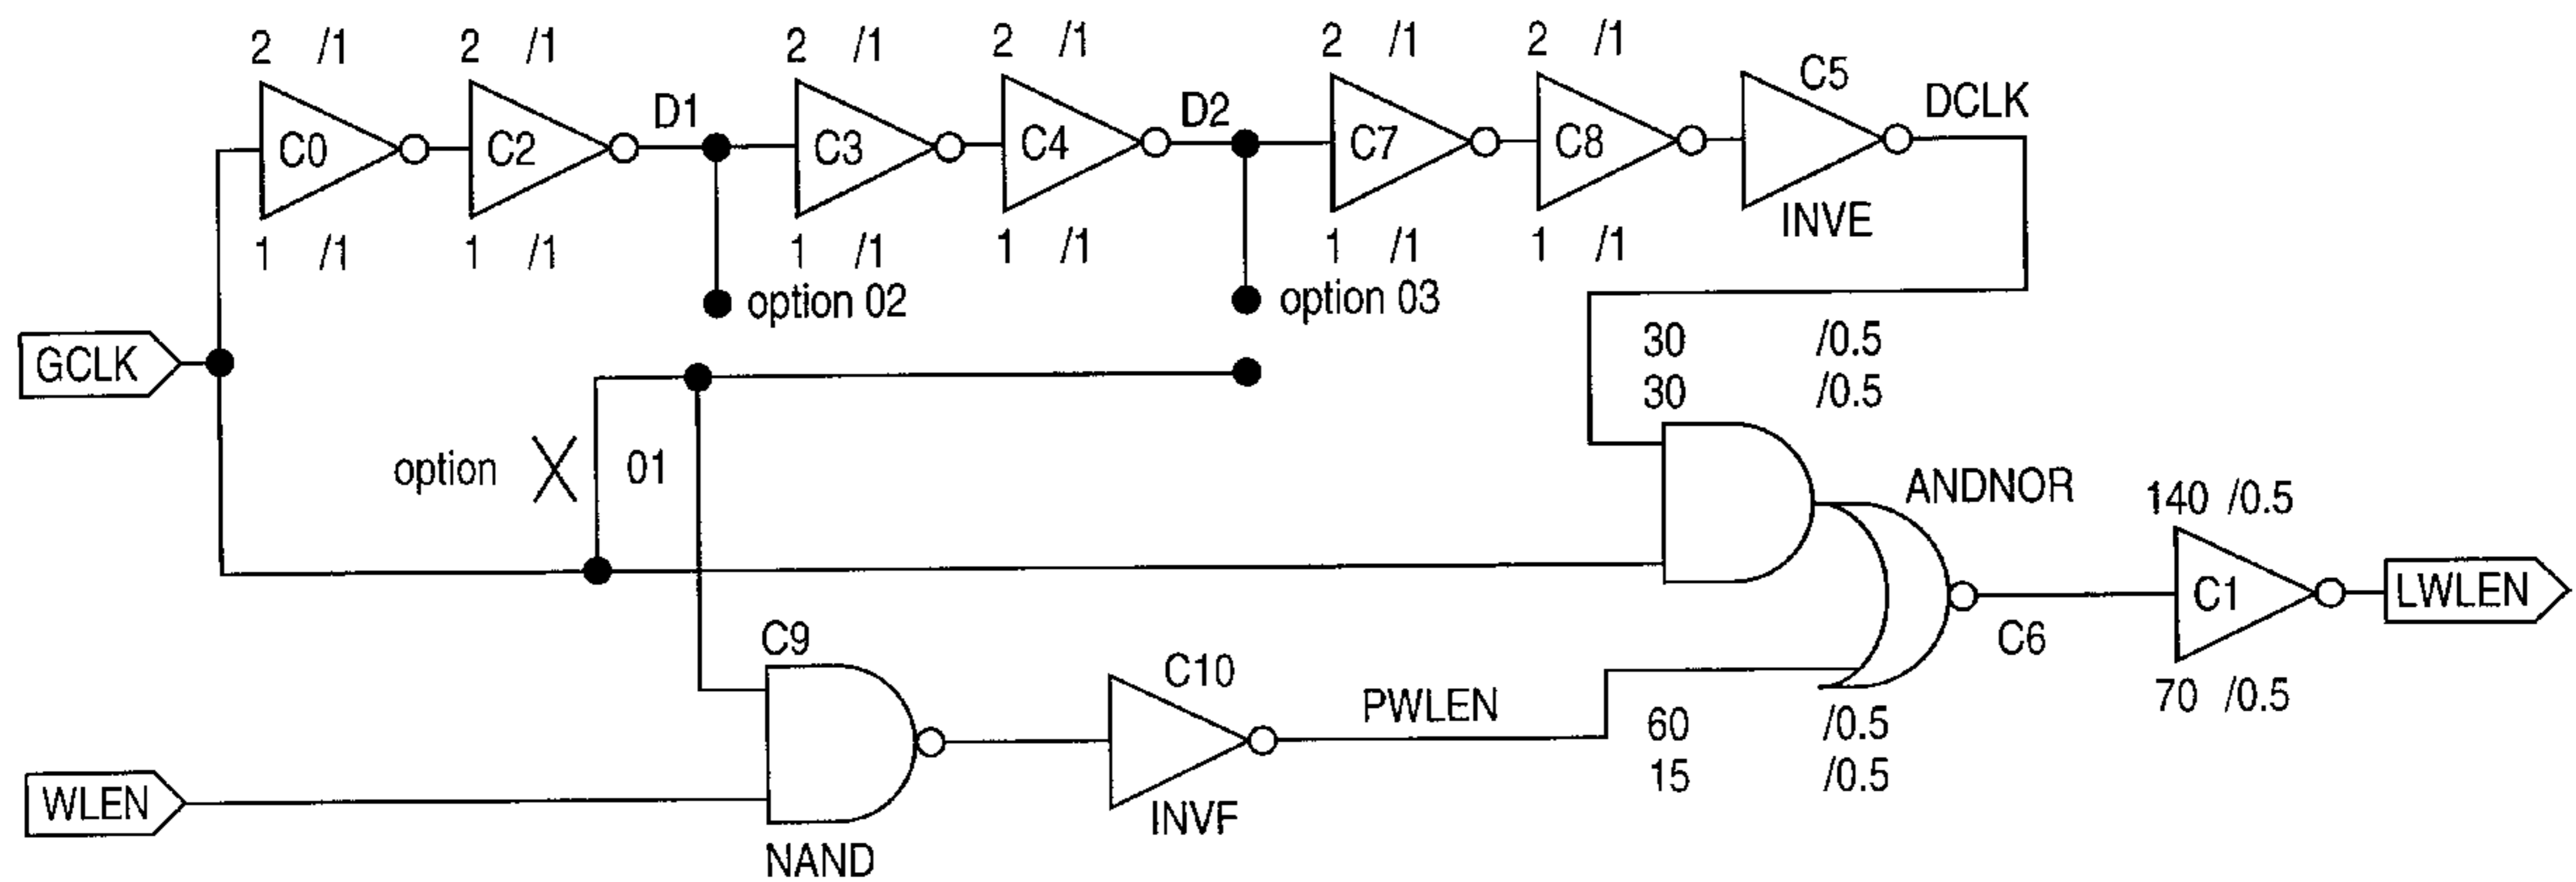 2 /1 2 /1 2 /1 2 /1 2 /1 2 /1
C5
C0 C2 D1 C3 C4 D2 C7 C8 DCLK
INVE
1 /1 1 /1 1 /1 1 /1 1 /1 1 /1
option 02 option 03
GCLK
30 /0.5
30 /0.5
option 01
ANDNOR
140 /0.5
C1
LWLEN
C6
70 /0.5
C9
C10
PWLEN
60 /0.5
15 /0.5
WLEN
INVF
NAND